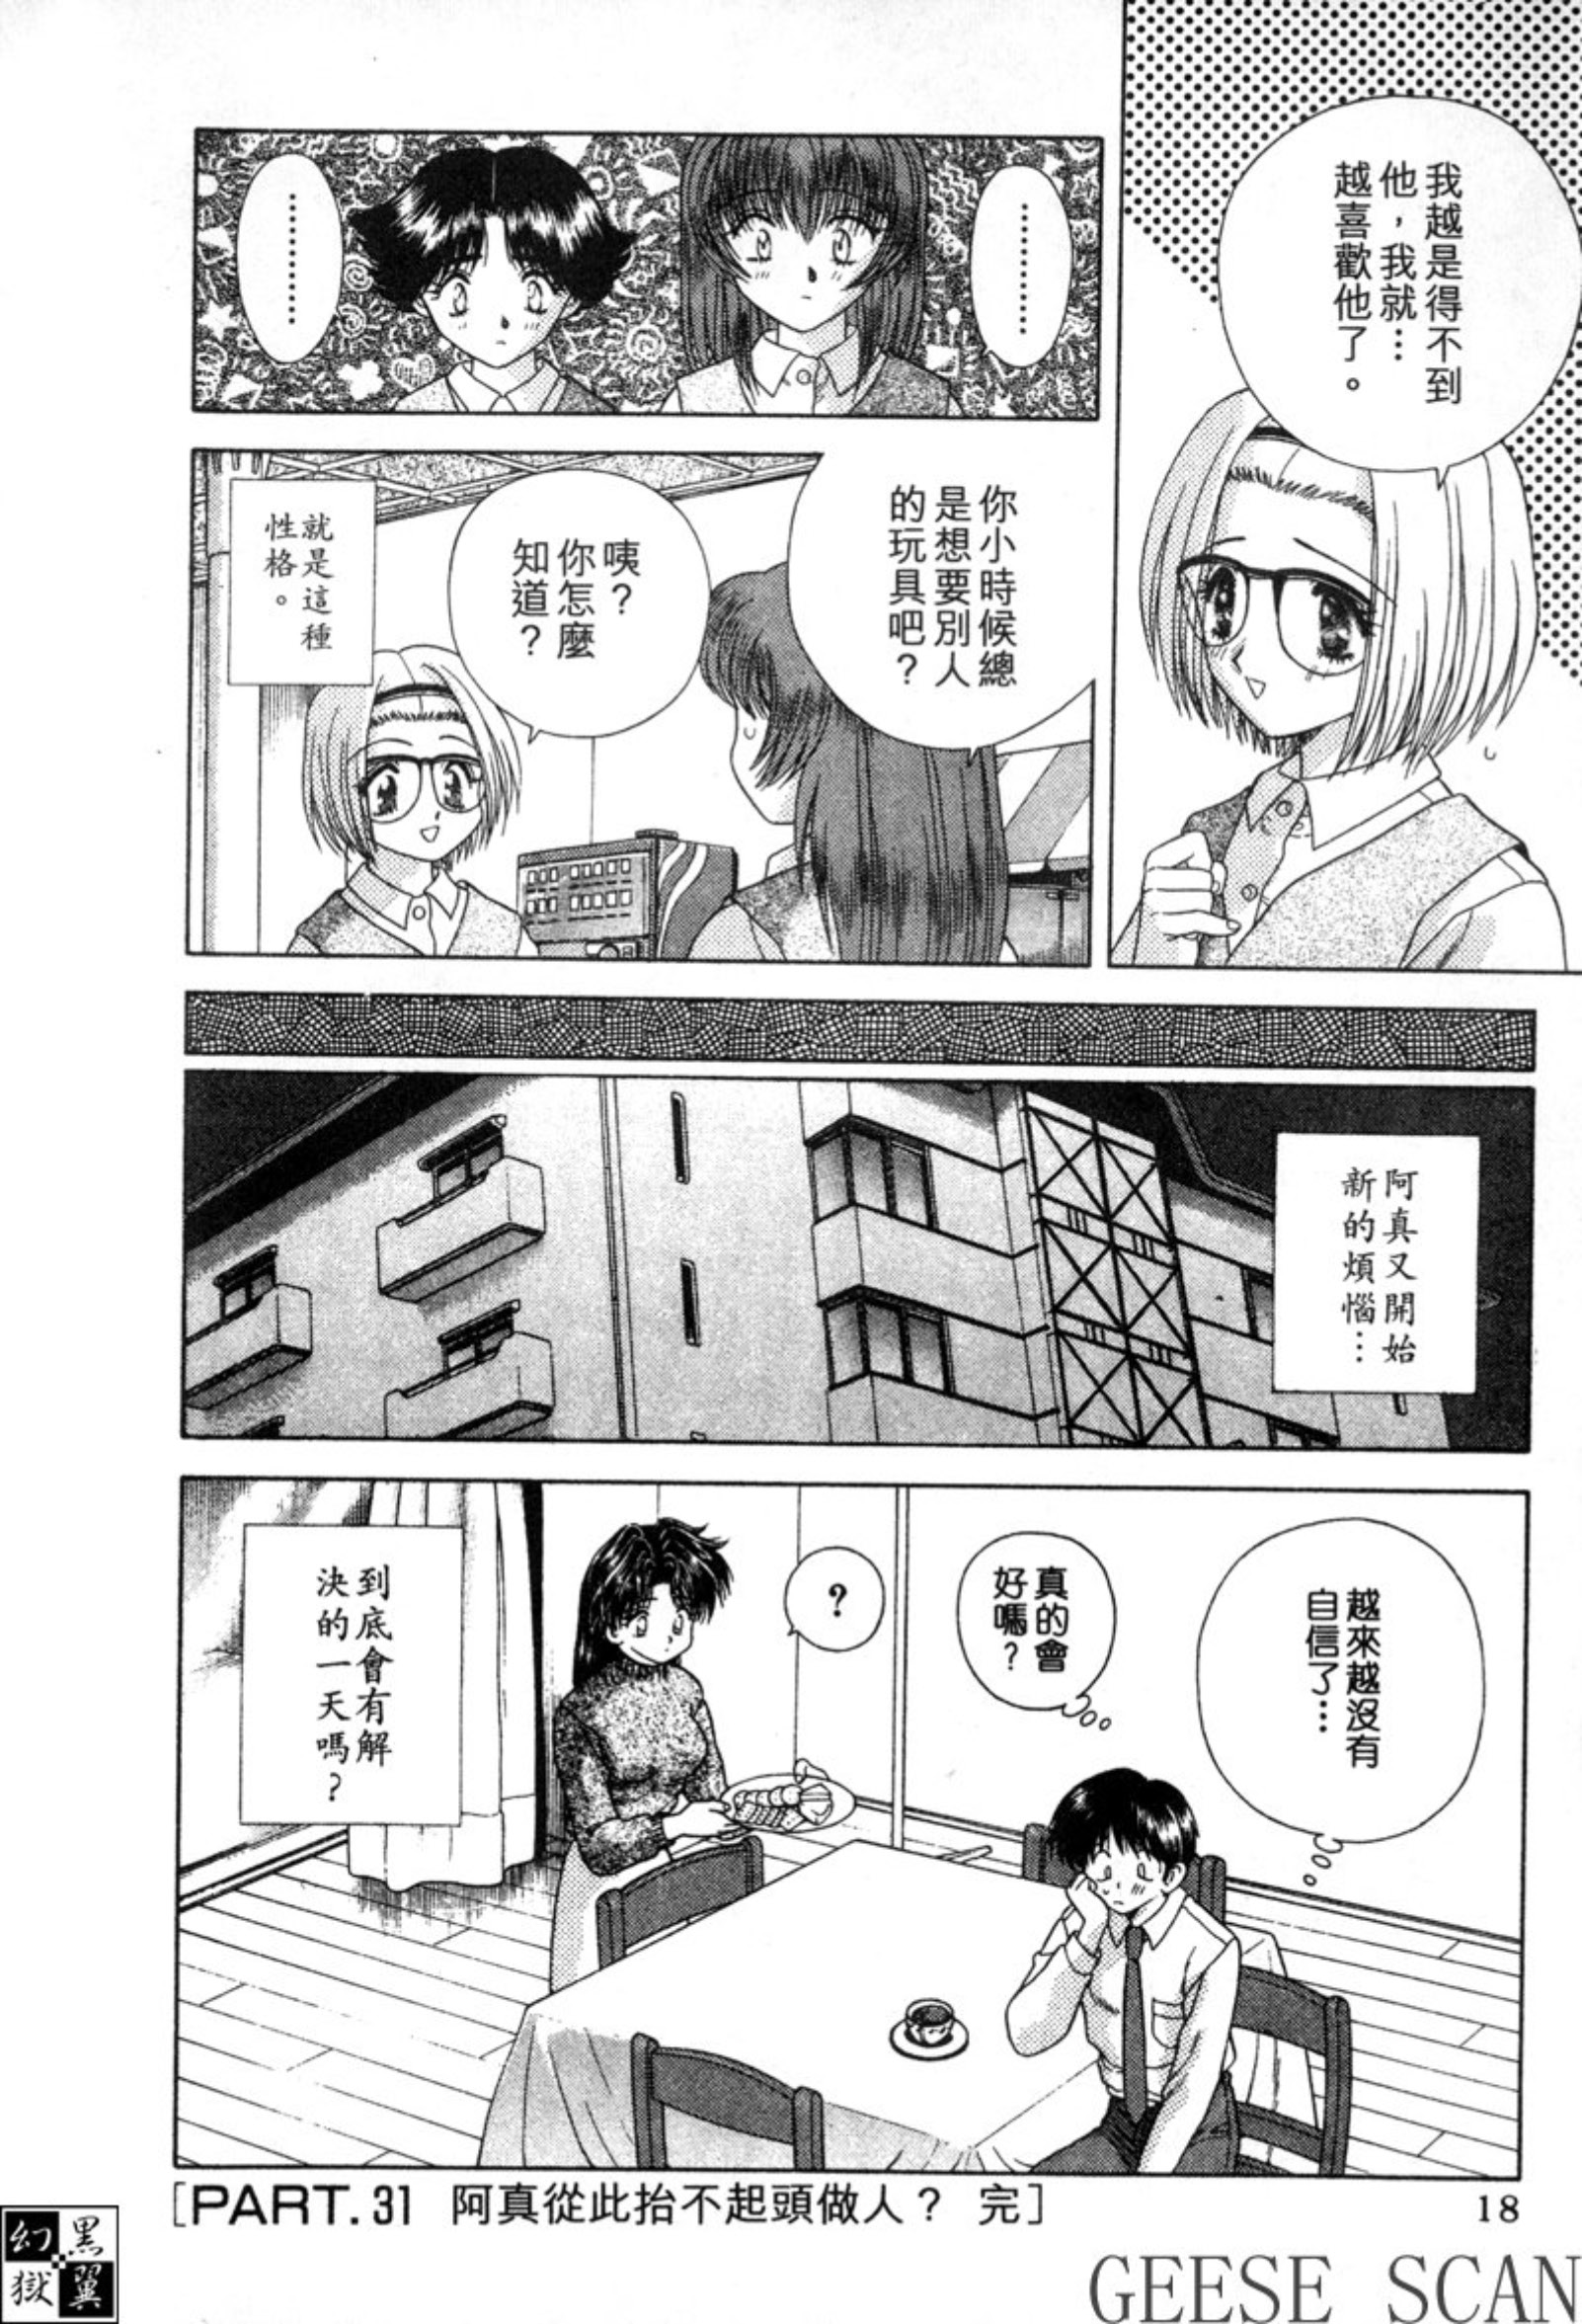 我越是得不到
他，我就…
越喜歡他了。
………
………
你小時候總
是想要別人
的玩具吧？
咦？
你怎麼
知道？
就是這種
性格。
阿真又開始
新的煩惱…
越來越沒有
自信了…
真的會
好嗎？
？
到底會有解
決的一天嗎？
[PART.31 阿真從此抬不起頭做人？ 完]
18
黑翼
幻獄
GEESE SCAN